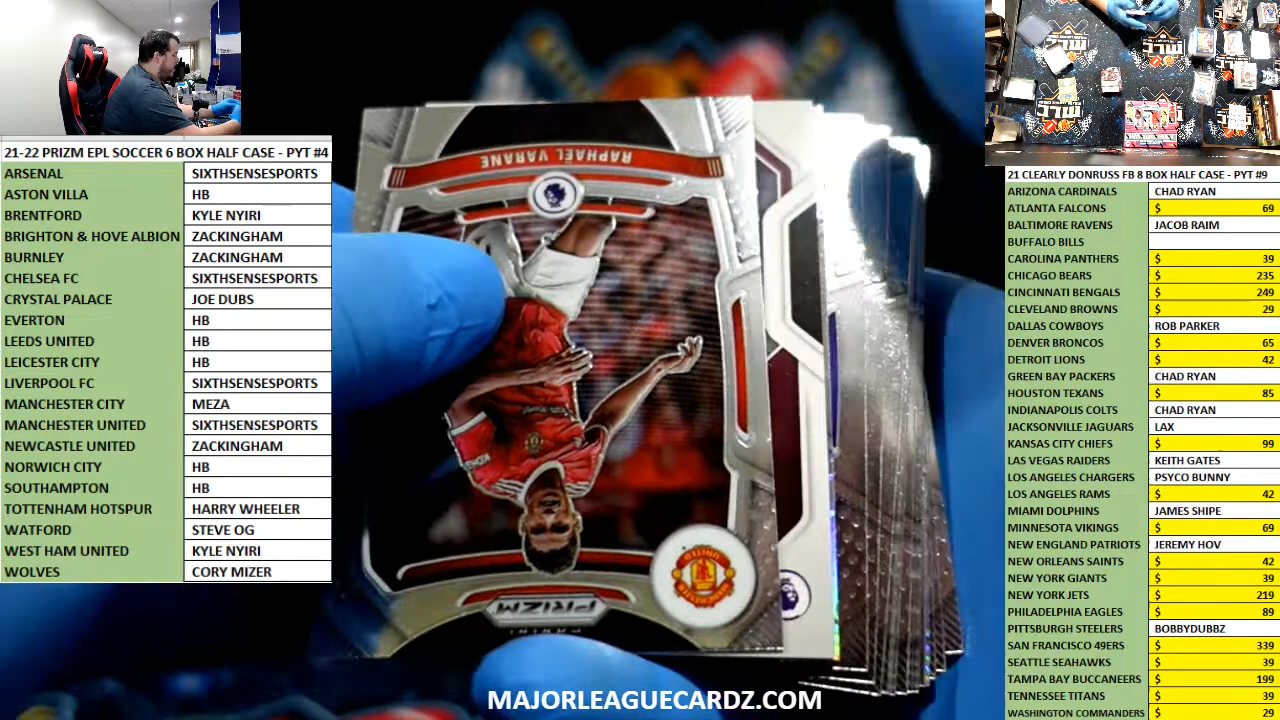 21-22 PRIZM EPL SOCCER 6 BOX HALF CASE - PYT #4
ARSENAL SIXTHSENSESPORTS
ASTON VILLA HB
BRENTFORD KYLE NYIRI
BRIGHTON & HOVE ALBION ZACKINGHAM
BURNLEY ZACKINGHAM
CHELSEA FC SIXTHSENSESPORTS
CRYSTAL PALACE JOE DUBS
EVERTON HB
LEEDS UNITED HB
LEICESTER CITY HB
LIVERPOOL FC SIXTHSENSESPORTS
MANCHESTER CITY MEZA
MANCHESTER UNITED SIXTHSENSESPORTS
NEWCASTLE UNITED ZACKINGHAM
NORWICH CITY HB
SOUTHAMPTON HB
TOTTENHAM HOTSPUR HARRY WHEELER
WATFORD STEVE OG
WEST HAM UNITED KYLE NYIRI
WOLVES CORY MIZER
RAPHAEL VARANE
MANCHESTER
UNITED
PRIZM
PANINI
MAJORLEAGUECARDZ.COM
21 CLEARLY DONRUSS FB 8 BOX HALF CASE - PYT #9
ARIZONA CARDINALS CHAD RYAN
ATLANTA FALCONS $ 69
BALTIMORE RAVENS JACOB RAIM
BUFFALO BILLS
CAROLINA PANTHERS $ 39
CHICAGO BEARS $ 235
CINCINNATI BENGALS $ 249
CLEVELAND BROWNS $ 29
DALLAS COWBOYS ROB PARKER
DENVER BRONCOS $ 65
DETROIT LIONS $ 42
GREEN BAY PACKERS CHAD RYAN
HOUSTON TEXANS $ 85
INDIANAPOLIS COLTS CHAD RYAN
JACKSONVILLE JAGUARS LAX
KANSAS CITY CHIEFS $ 99
LAS VEGAS RAIDERS KEITH GATES
LOS ANGELES CHARGERS PSYCO BUNNY
LOS ANGELES RAMS $ 42
MIAMI DOLPHINS JAMES SHIPE
MINNESOTA VIKINGS $ 69
NEW ENGLAND PATRIOTS JEREMY HOV
NEW ORLEANS SAINTS $ 42
NEW YORK GIANTS $ 39
NEW YORK JETS $ 219
PHILADELPHIA EAGLES $ 89
PITTSBURGH STEELERS BOBBYDUBBZ
SAN FRANCISCO 49ERS $ 339
SEATTLE SEAHAWKS $ 39
TAMPA BAY BUCCANEERS $ 199
TENNESSEE TITANS $ 39
WASHINGTON COMMANDERS $ 29